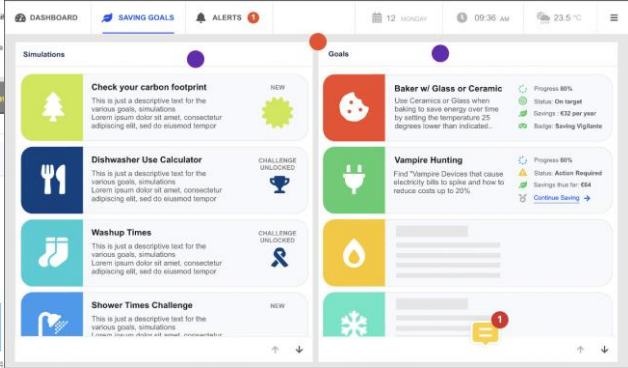 DASHBOARD
SAVING GOALS
ALERTS 1
12 MONDAY
09:36 AM
23.5 °C
Simulations
Check your carbon footprint
This is just a descriptive text for the
various goals, simulations
Lorem ipsum dolor sit amet, consectetur
adipiscing elit, sed do eiusmod tempor
NEW
Dishwasher Use Calculator
This is just a descriptive text for the
various goals, simulations
Lorem ipsum dolor sit amet, consectetur
adipiscing elit, sed do eiusmod tempor
CHALLENGE
UNLOCKED
Washup Times
This is just a descriptive text for the
various goals, simulations
Lorem ipsum dolor sit amet, consectetur
adipiscing elit, sed do eiusmod tempor
CHALLENGE
UNLOCKED
Shower Times Challenge
This is just a descriptive text for the
various goals, simulations
Lorem ipsum dolor sit amet, consectetur
NEW
Goals
Baker w/ Glass or Ceramic
Use Ceramics or Glass when
baking to save energy over time
by setting the temperature 25
degrees lower than indicated..
Progress 80%
Status: On target
Savings : €32 per year
Badge: Saving Vigilante
Vampire Hunting
Find "Vampire Devices that cause
electricity bills to spike and how to
reduce costs up to 20%
Progress 60%
Status: Action Required
Savings thus far: €64
Continue Saving
1